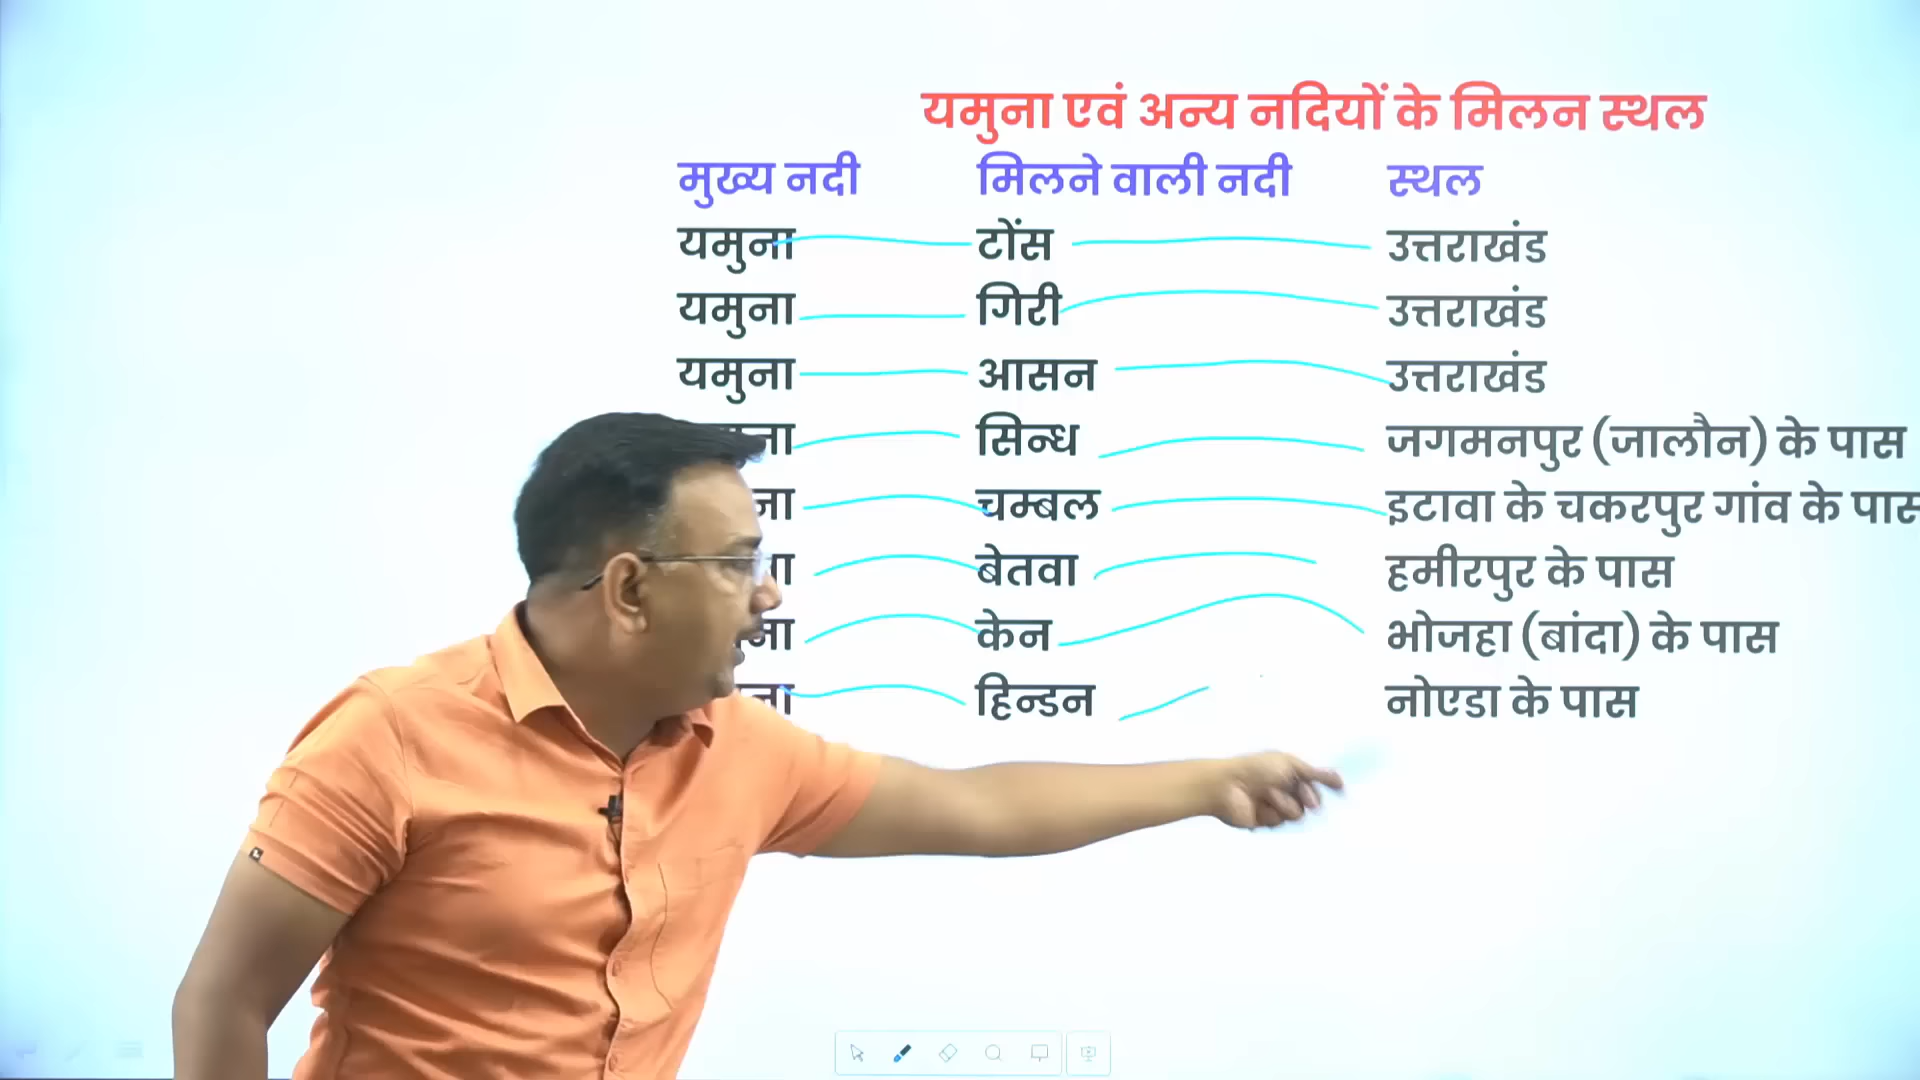 यमुना एवं अन्य नदियों के मिलन स्थल
मुख्य नदी मिलने वाली नदी स्थल
यमुना टोंस उत्तराखंड
यमुना गिरी उत्तराखंड
यमुना आसन उत्तराखंड
सिन्ध जगमनपुर (जालौन) के पास
चम्बल इटावा के चकरपुर गांव के पास
बेतवा हमीरपुर के पास
केन भोजहा (बांदा) के पास
हिन्डन नोएडा के पास